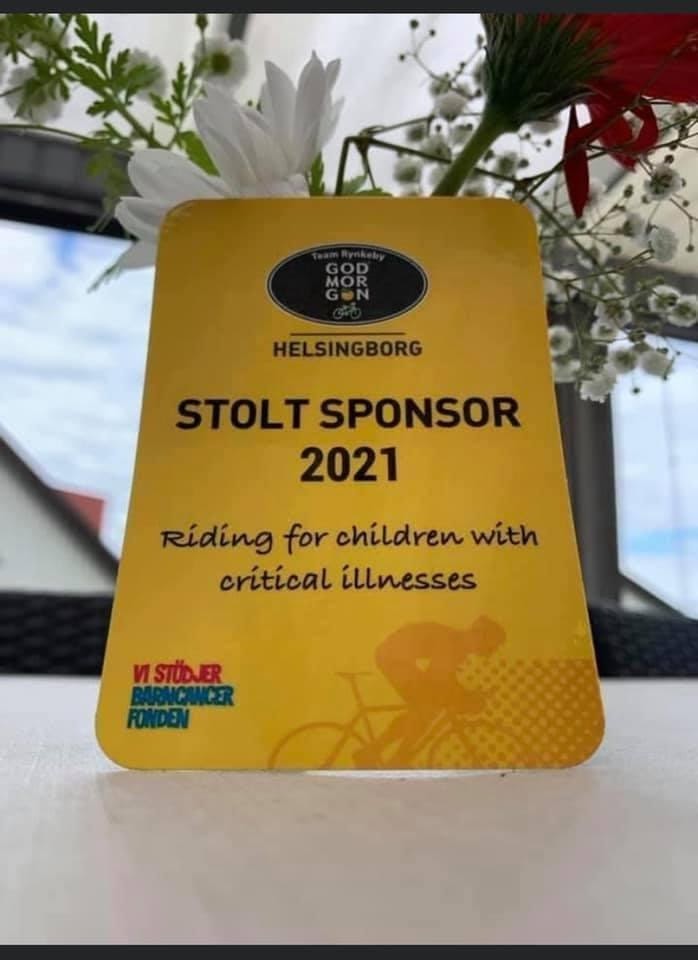 Team Rynkeby
GOD
MOR
GON
HELSINGBORG
STOLT SPONSOR
2021
Riding for children with
critical illnesses
VI STÖDJER
BARNCANCER
FONDEN